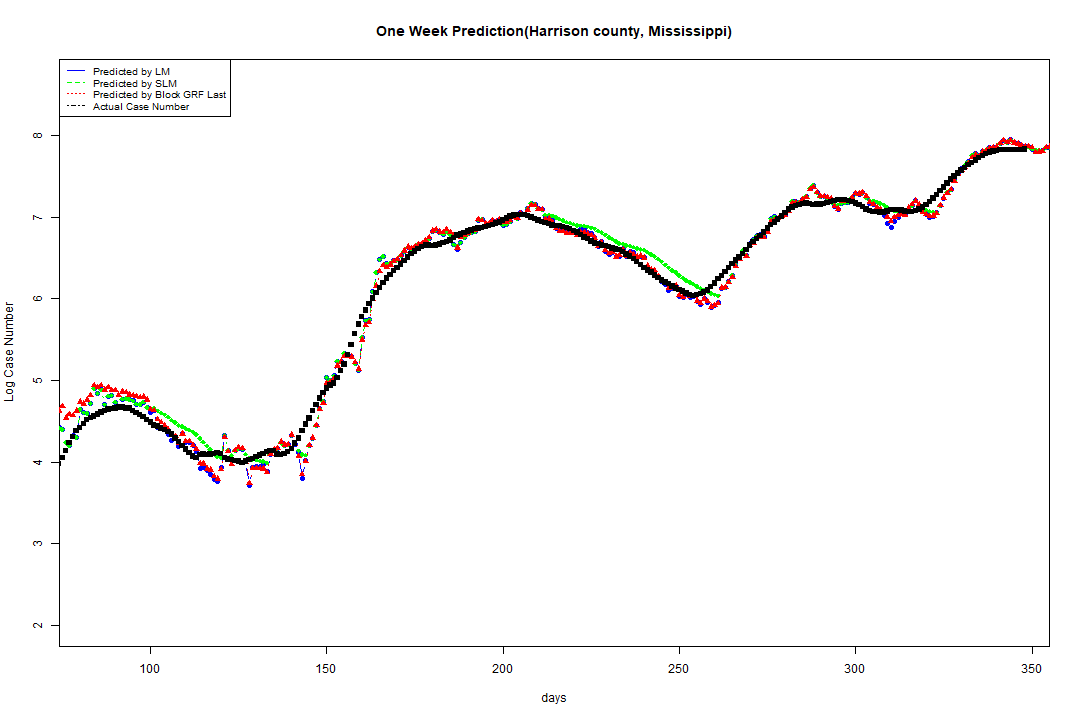 One Week Prediction(Harrison county, Mississippi)
Predicted by LM
Predicted by SLM
Predicted by Block GRF Last
Actual Case Number
8
7
6
5
4
3
2
Log Case Number
100 150 200 250 300 350
days